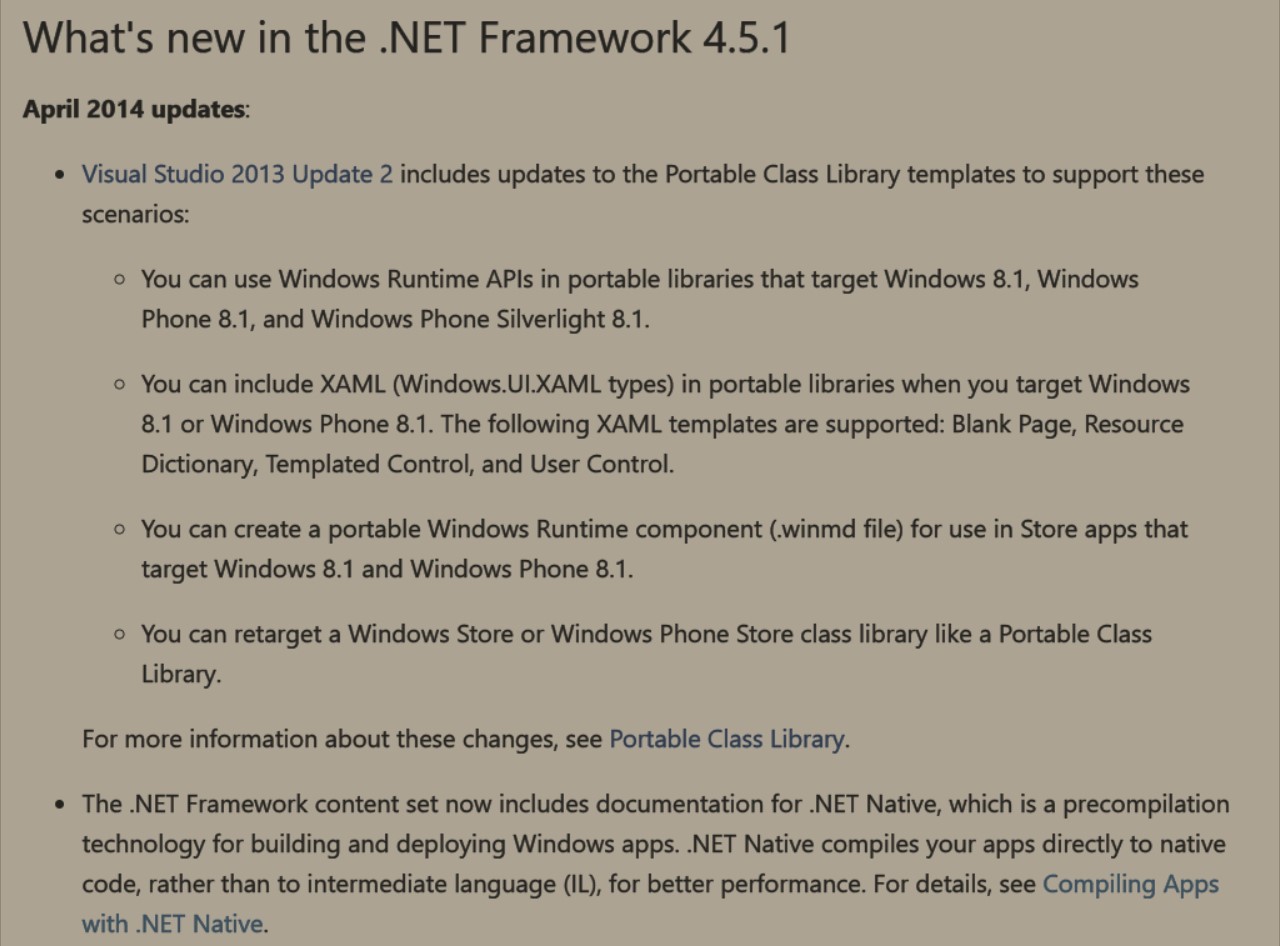 What's new in the .NET Framework 4.5.1
April 2014 updates:
• Visual Studio 2013 Update 2 includes updates to the Portable Class Library templates to support these
scenarios:
◦ You can use Windows Runtime APIs in portable libraries that target Windows 8.1, Windows
Phone 8.1, and Windows Phone Silverlight 8.1.
◦ You can include XAML (Windows.UI.XAML types) in portable libraries when you target Windows
8.1 or Windows Phone 8.1. The following XAML templates are supported: Blank Page, Resource
Dictionary, Templated Control, and User Control.
◦ You can create a portable Windows Runtime component (.winmd file) for use in Store apps that
target Windows 8.1 and Windows Phone 8.1.
◦ You can retarget a Windows Store or Windows Phone Store class library like a Portable Class
Library.
For more information about these changes, see Portable Class Library.
• The .NET Framework content set now includes documentation for .NET Native, which is a precompilation
technology for building and deploying Windows apps. .NET Native compiles your apps directly to native
code, rather than to intermediate language (IL), for better performance. For details, see Compiling Apps
with .NET Native.